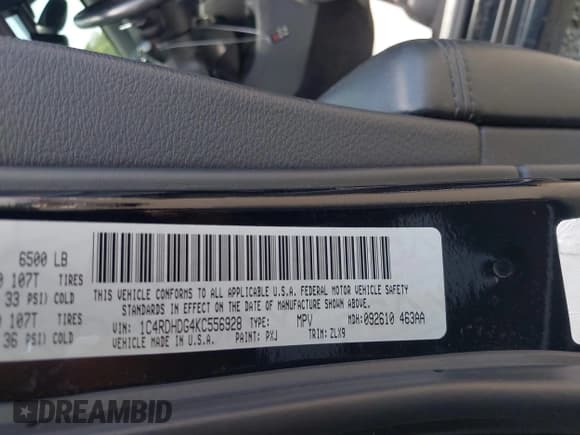 6500 LB
107T TIRES
33 PSI) COLD
107T TIRES
36 PSI) COLD
THIS VEHICLE CONFORMS TO ALL APPLICABLE U.S.A. FEDERAL MOTOR VEHICLE SAFETY
STANDARDS IN EFFECT ON THE DATE OF MANUFACTURE SHOWN ABOVE.
VIN: 1C4RDHDG4KC556928 TYPE: MPV MDH: 092610 463AA
VEHICLE MADE IN U.S.A. PAINT: PXJ TRIM: ZLX9
DREAMBID